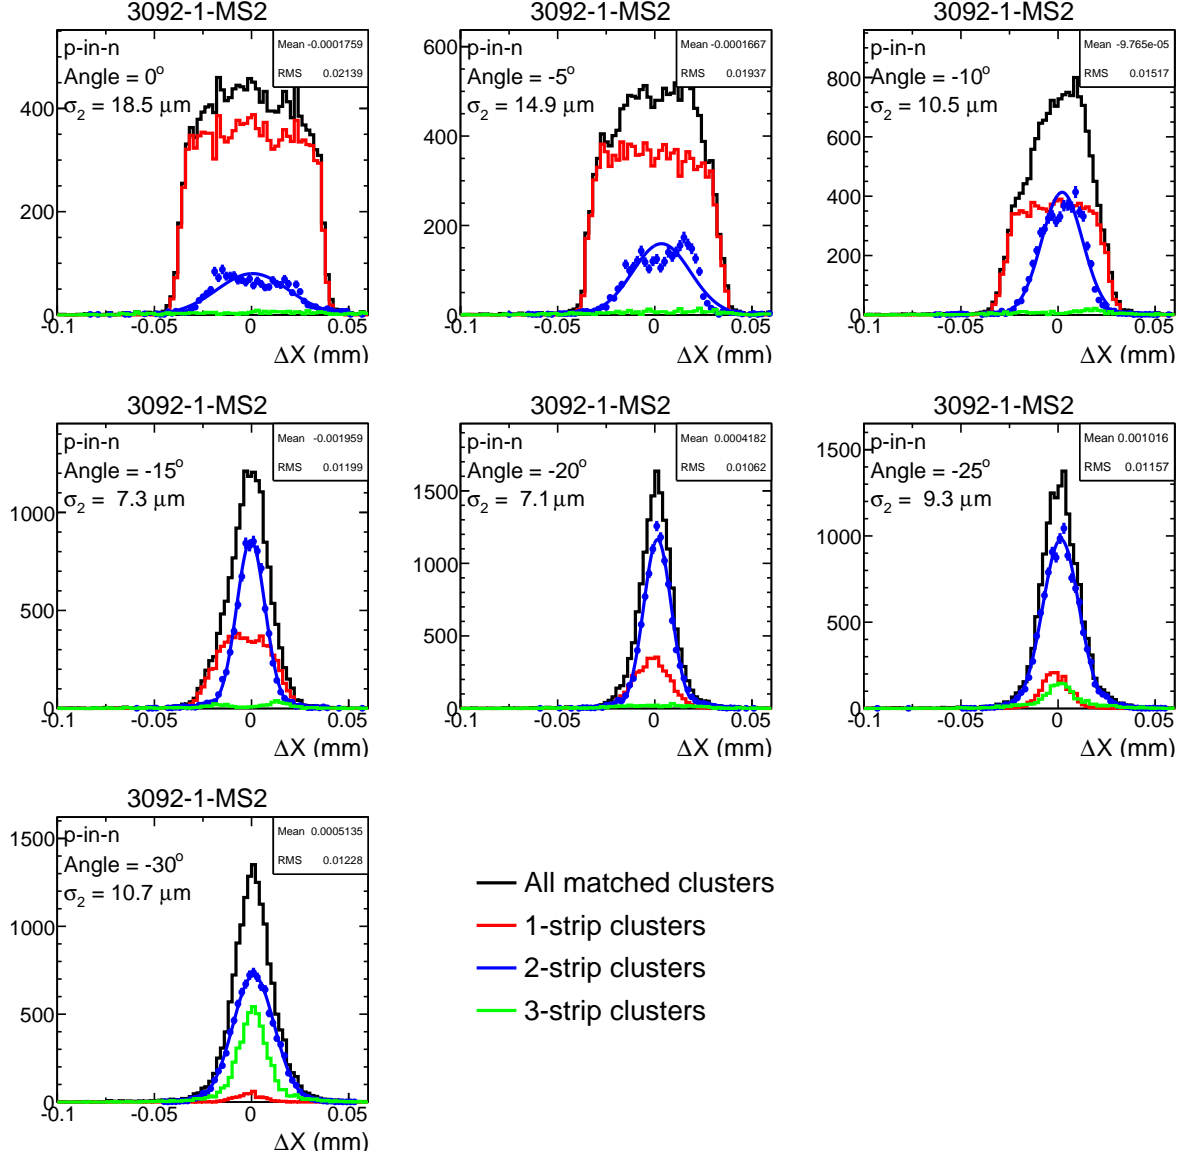 3092-1-MS2
p-in-n
Angle = 0°
σ2 = 18.5 μm
Mean -0.0001759
RMS 0.02139
400
200
0
-0.1 -0.05 0 0.05
ΔX (mm)
3092-1-MS2
p-in-n
Angle = -5°
σ2 = 14.9 μm
Mean -0.0001667
RMS 0.01937
600
400
200
0
-0.1 -0.05 0 0.05
ΔX (mm)
3092-1-MS2
p-in-n
Angle = -10°
σ2 = 10.5 μm
Mean -9.765e-05
RMS 0.01517
800
600
400
200
0
-0.1 -0.05 0 0.05
ΔX (mm)
3092-1-MS2
p-in-n
Angle = -15°
σ2 = 7.3 μm
Mean -0.001959
RMS 0.01199
1000
500
0
-0.1 -0.05 0 0.05
ΔX (mm)
3092-1-MS2
p-in-n
Angle = -20°
σ2 = 7.1 μm
Mean 0.0004182
RMS 0.01062
1500
1000
500
0
-0.1 -0.05 0 0.05
ΔX (mm)
3092-1-MS2
p-in-n
Angle = -25°
σ2 = 9.3 μm
Mean 0.001016
RMS 0.01157
1500
1000
500
0
-0.1 -0.05 0 0.05
ΔX (mm)
3092-1-MS2
p-in-n
Angle = -30°
σ2 = 10.7 μm
Mean 0.0005135
RMS 0.01228
1500
1000
500
0
-0.1 -0.05 0 0.05
ΔX (mm)
All matched clusters
1-strip clusters
2-strip clusters
3-strip clusters